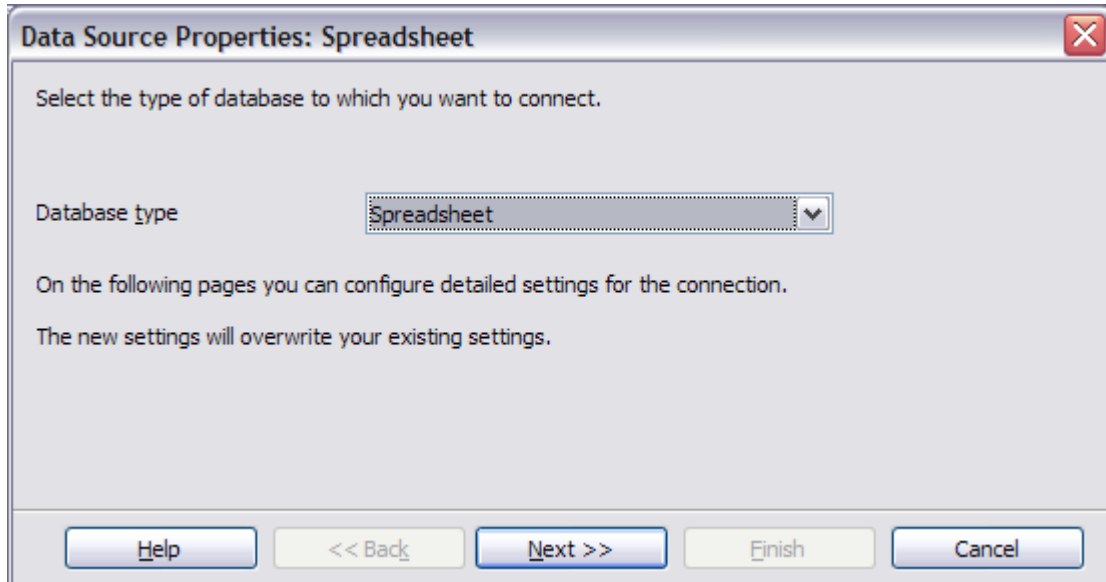 Data Source Properties: Spreadsheet
Select the type of database to which you want to connect.
Database type Spreadsheet
On the following pages you can configure detailed settings for the connection.
The new settings will overwrite your existing settings.
Help << Back Next >> Finish Cancel